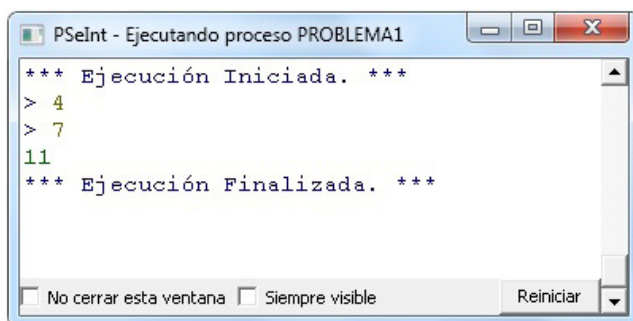 PSeInt - Ejecutando proceso PROBLEMA1
*** Ejecución Iniciada. ***
> 4
> 7
11
*** Ejecución Finalizada. ***
No cerrar esta ventana Siempre visible Reiniciar